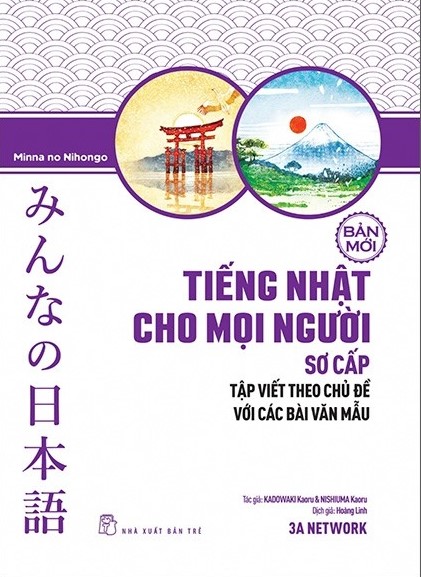 Minna no Nihongo
みんなの日本語
BẢN
MỚI
TIẾNG NHẬT
CHO MỌI NGƯỜI
SƠ CẤP
TẬP VIẾT THEO CHỦ ĐỀ
VỚI CÁC BÀI VĂN MẪU
Tác giả: KADOWAKI Kaoru & NISHIUMA Kaoru
Dịch giả: Hoàng Linh
NHÀ XUẤT BẢN TRẺ
3A NETWORK